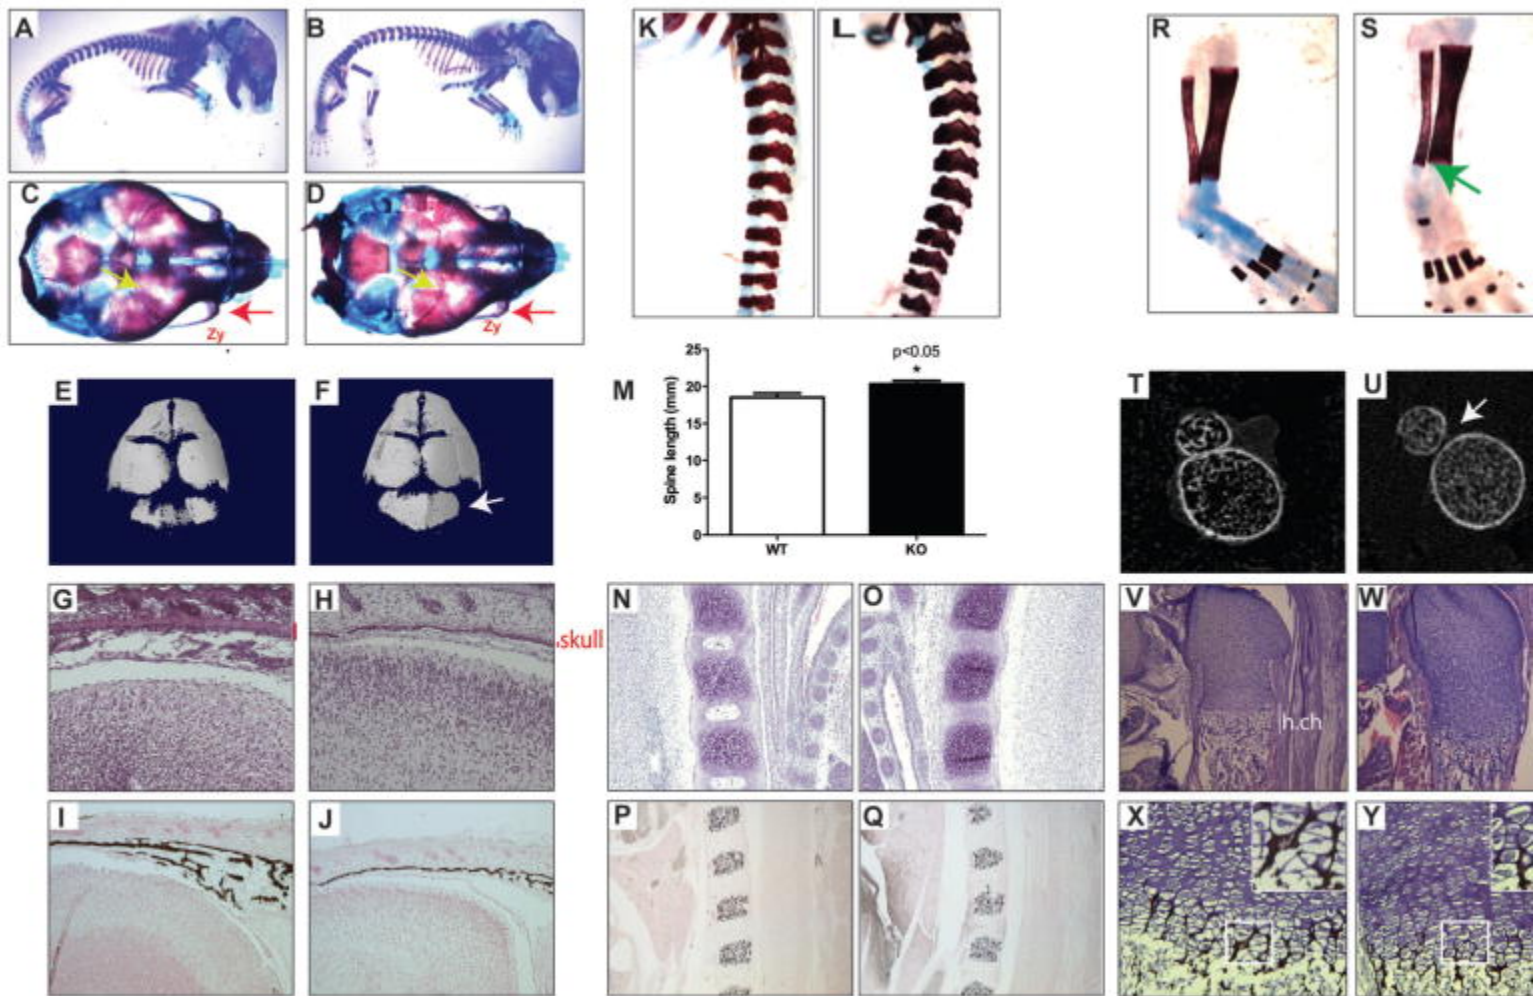 A
B
C
Zy
D
Zy
E
F
G
H
skull
I
J
K
L
M
25
20
15
10
5
0
Spine length (mm)
p<0.05
*
WT
KO
N
O
P
Q
R
S
T
U
V
h.ch
W
X
Y